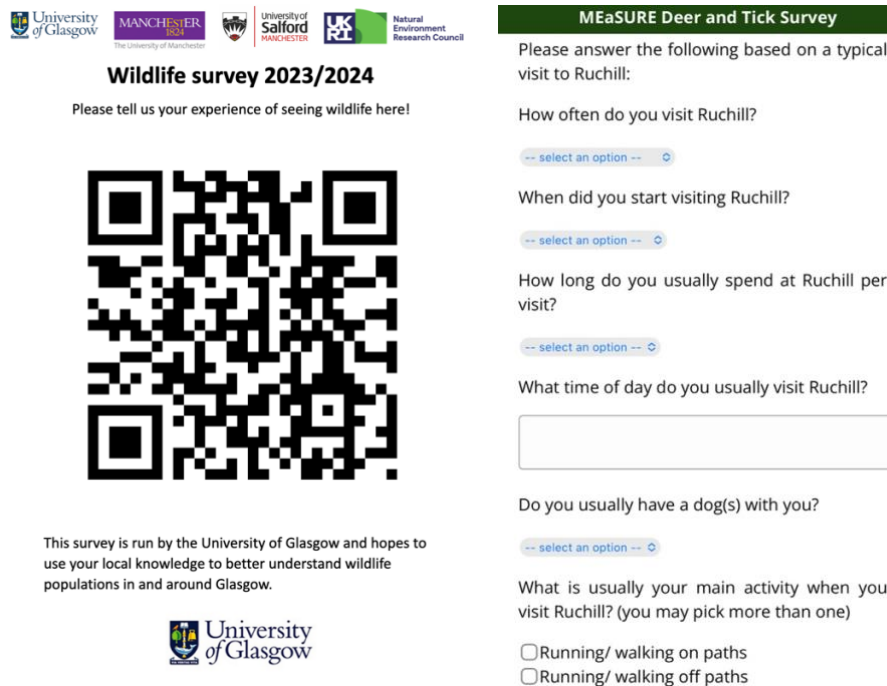 University
of Glasgow
MANCHESTER
1824
The University of Manchester
University of
Salford
MANCHESTER
UK
RI
Natural
Environment
Research Council
Wildlife survey 2023/2024
Please tell us your experience of seeing wildlife here!
This survey is run by the University of Glasgow and hopes to
use your local knowledge to better understand wildlife
populations in and around Glasgow.
University
of Glasgow
MEaSURE Deer and Tick Survey
Please answer the following based on a typical
visit to Ruchill:
How often do you visit Ruchill?
-- select an option --
When did you start visiting Ruchill?
-- select an option --
How long do you usually spend at Ruchill per
visit?
-- select an option --
What time of day do you usually visit Ruchill?
Do you usually have a dog(s) with you?
-- select an option --
What is usually your main activity when you
visit Ruchill? (you may pick more than one)
Running/ walking on paths
Running/ walking off paths